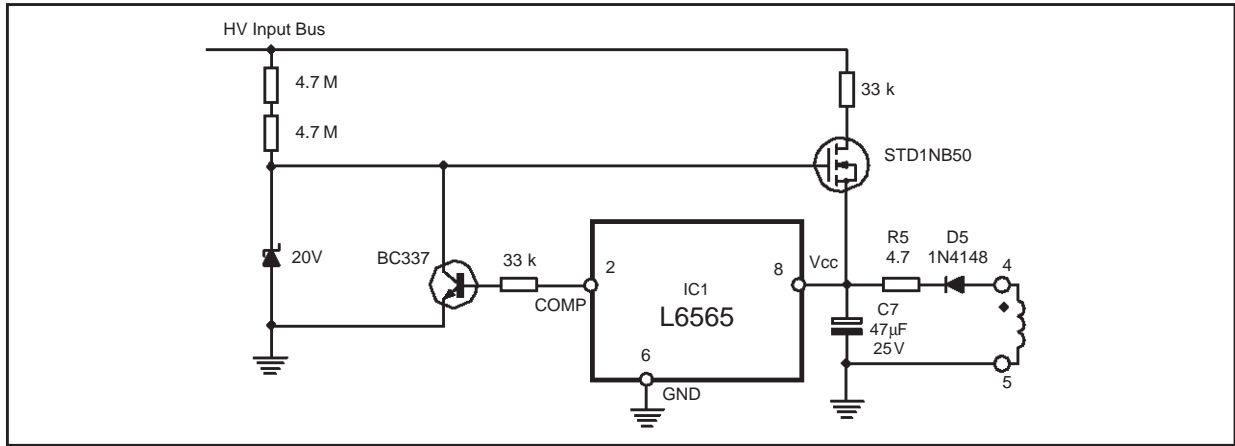 HV Input Bus
4.7 M
4.7 M
33 k
STD1NB50
20V
BC337
33 k
COMP
2
IC1
L6565
8
Vcc
6
GND
R5
4.7
D5
1N4148
C7
47µF
25V
4
5